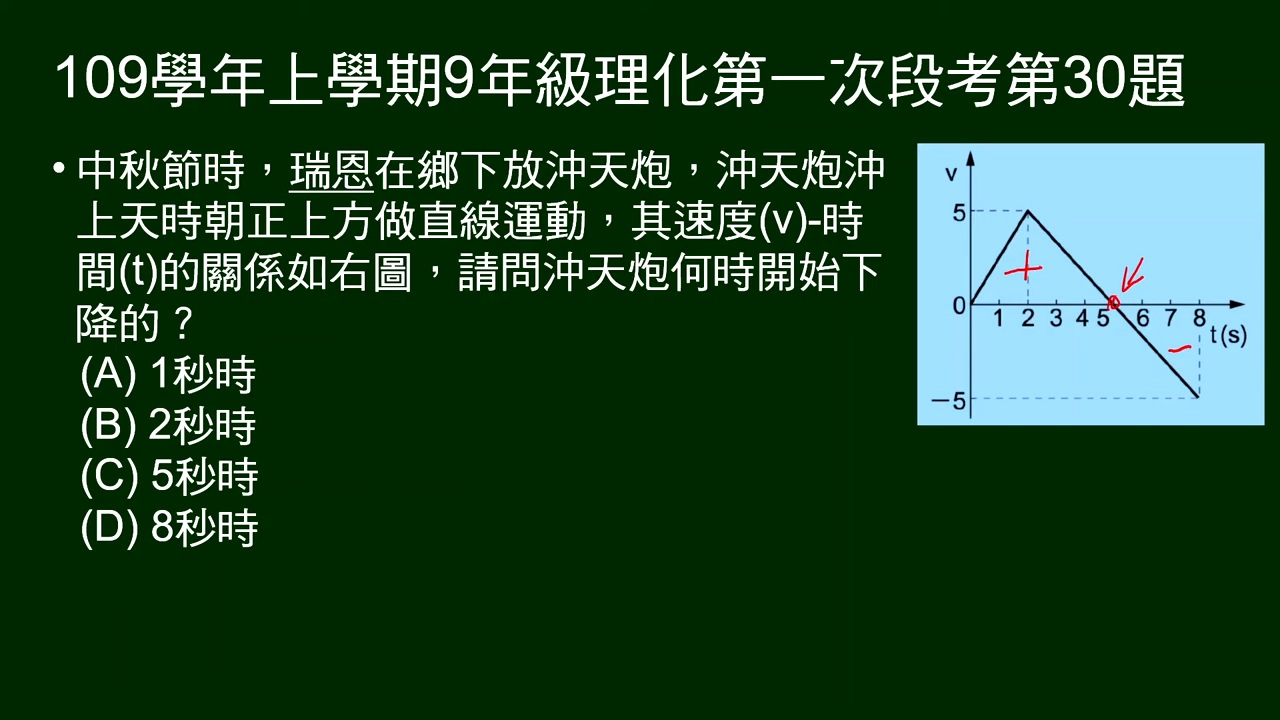 109學年上學期9年級理化第一次段考第30題
•中秋節時，瑞恩在鄉下放沖天炮，沖天炮沖
上天時朝正上方做直線運動，其速度(v)-時
間(t)的關係如右圖，請問沖天炮何時開始下
降的？
(A) 1秒時
(B) 2秒時
(C) 5秒時
(D) 8秒時
v
5
+
0
1 2 3 4 5 6 7 8
t(s)
−
−5